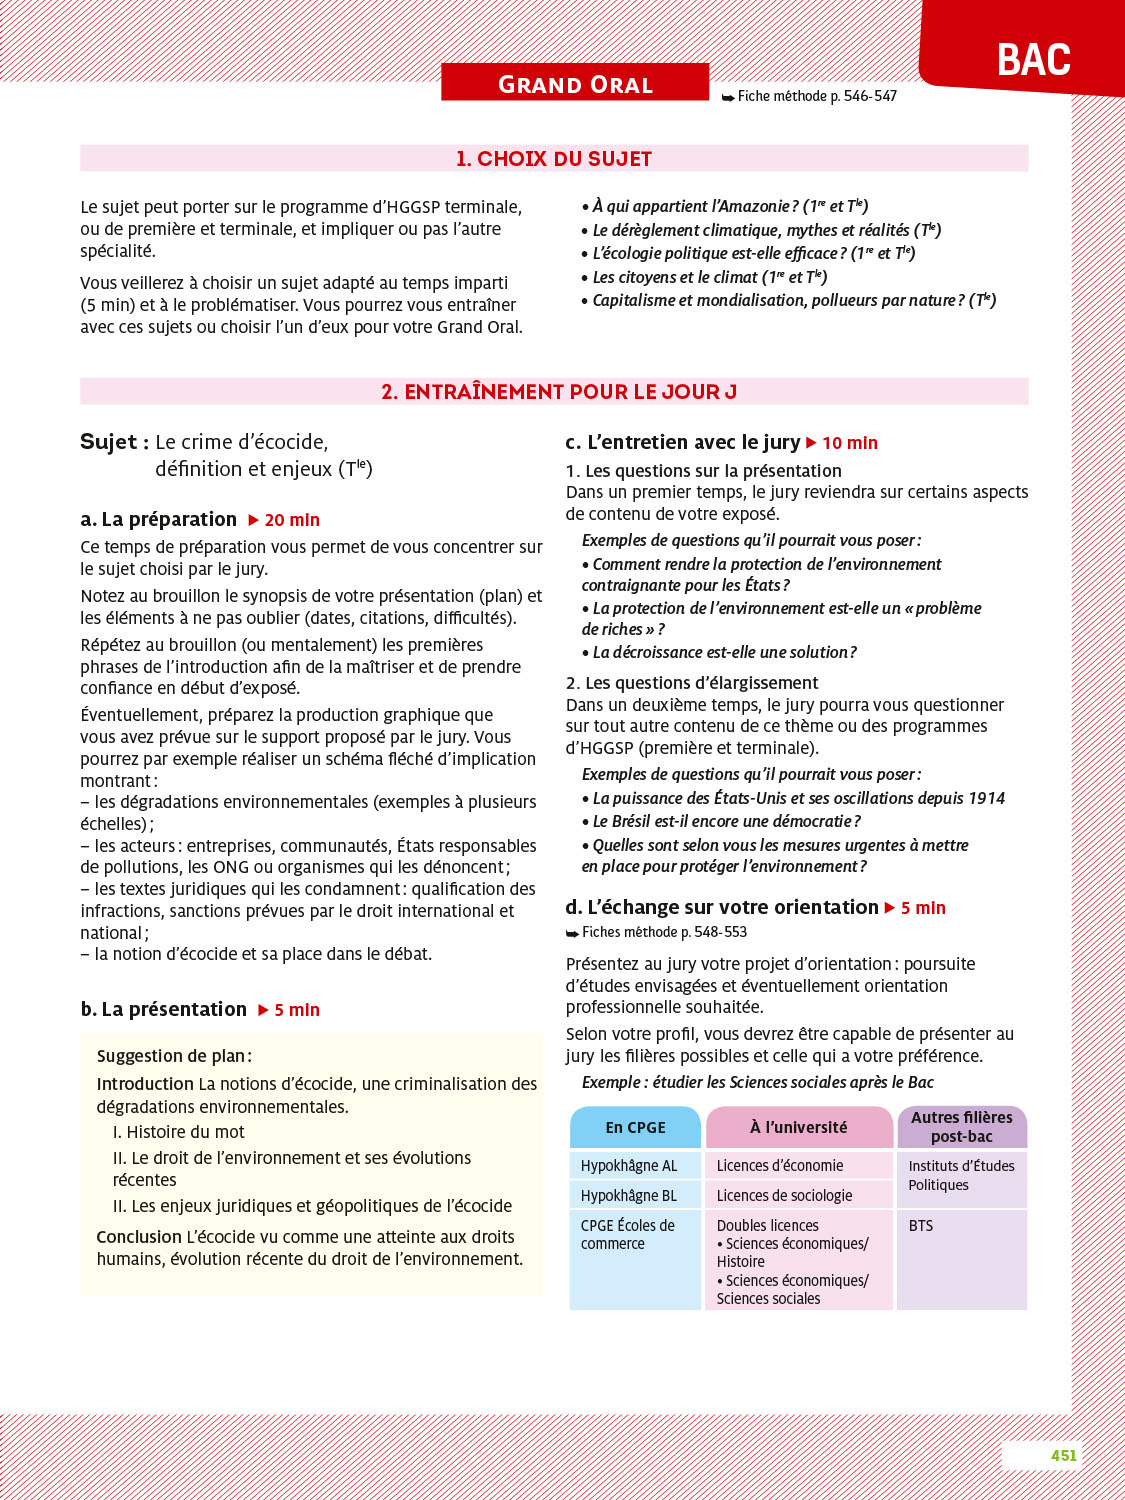 BAC
GRAND ORAL
➥ Fiche méthode p. 546-547
1. CHOIX DU SUJET
Le sujet peut porter sur le programme d’HGGSP terminale,
ou de première et terminale, et impliquer ou pas l’autre
spécialité.
Vous veillerez à choisir un sujet adapté au temps imparti
(5 min) et à le problématiser. Vous pourrez vous entraîner
avec ces sujets ou choisir l’un d’eux pour votre Grand Oral.
• À qui appartient l’Amazonie ? (1re et Tle)
• Le dérèglement climatique, mythes et réalités (Tle)
• L’écologie politique est-elle efficace ? (1re et Tle)
• Les citoyens et le climat (1re et Tle)
• Capitalisme et mondialisation, pollueurs par nature ? (Tle)
2. ENTRAÎNEMENT POUR LE JOUR J
Sujet : Le crime d’écocide,
définition et enjeux (Tle)
a. La préparation ▶ 20 min
Ce temps de préparation vous permet de vous concentrer sur
le sujet choisi par le jury.
Notez au brouillon le synopsis de votre présentation (plan) et
les éléments à ne pas oublier (dates, citations, difficultés).
Répétez au brouillon (ou mentalement) les premières
phrases de l’introduction afin de la maîtriser et de prendre
confiance en début d’exposé.
Éventuellement, préparez la production graphique que
vous avez prévue sur le support proposé par le jury. Vous
pourrez par exemple réaliser un schéma fléché d’implication
montrant :
– les dégradations environnementales (exemples à plusieurs
échelles) ;
– les acteurs : entreprises, communautés, États responsables
de pollutions, les ONG ou organismes qui les dénoncent ;
– les textes juridiques qui les condamnent : qualification des
infractions, sanctions prévues par le droit international et
national ;
– la notion d’écocide et sa place dans le débat.
b. La présentation ▶ 5 min
Suggestion de plan :
Introduction La notions d’écocide, une criminalisation des
dégradations environnementales.
I. Histoire du mot
II. Le droit de l’environnement et ses évolutions
récentes
II. Les enjeux juridiques et géopolitiques de l’écocide
Conclusion L’écocide vu comme une atteinte aux droits
humains, évolution récente du droit de l’environnement.
c. L’entretien avec le jury ▶ 10 min
1. Les questions sur la présentation
Dans un premier temps, le jury reviendra sur certains aspects
de contenu de votre exposé.
Exemples de questions qu’il pourrait vous poser :
• Comment rendre la protection de l’environnement
contraignante pour les États ?
• La protection de l’environnement est-elle un « problème
de riches » ?
• La décroissance est-elle une solution ?
2. Les questions d’élargissement
Dans un deuxième temps, le jury pourra vous questionner
sur tout autre contenu de ce thème ou des programmes
d’HGGSP (première et terminale).
Exemples de questions qu’il pourrait vous poser :
• La puissance des États-Unis et ses oscillations depuis 1914
• Le Brésil est-il encore une démocratie ?
• Quelles sont selon vous les mesures urgentes à mettre
en place pour protéger l’environnement ?
d. L’échange sur votre orientation ▶ 5 min
➥ Fiches méthode p. 548-553
Présentez au jury votre projet d’orientation : poursuite
d’études envisagées et éventuellement orientation
professionnelle souhaitée.
Selon votre profil, vous devrez être capable de présenter au
jury les filières possibles et celle qui a votre préférence.
Exemple : étudier les Sciences sociales après le Bac
En CPGE
À l’université
Autres filières
post-bac
Hypokhâgne AL
Licences d’économie
Instituts d’Études
Politiques
Hypokhâgne BL
Licences de sociologie
CPGE Écoles de
commerce
Doubles licences
• Sciences économiques/
Histoire
• Sciences économiques/
Sciences sociales
BTS
451